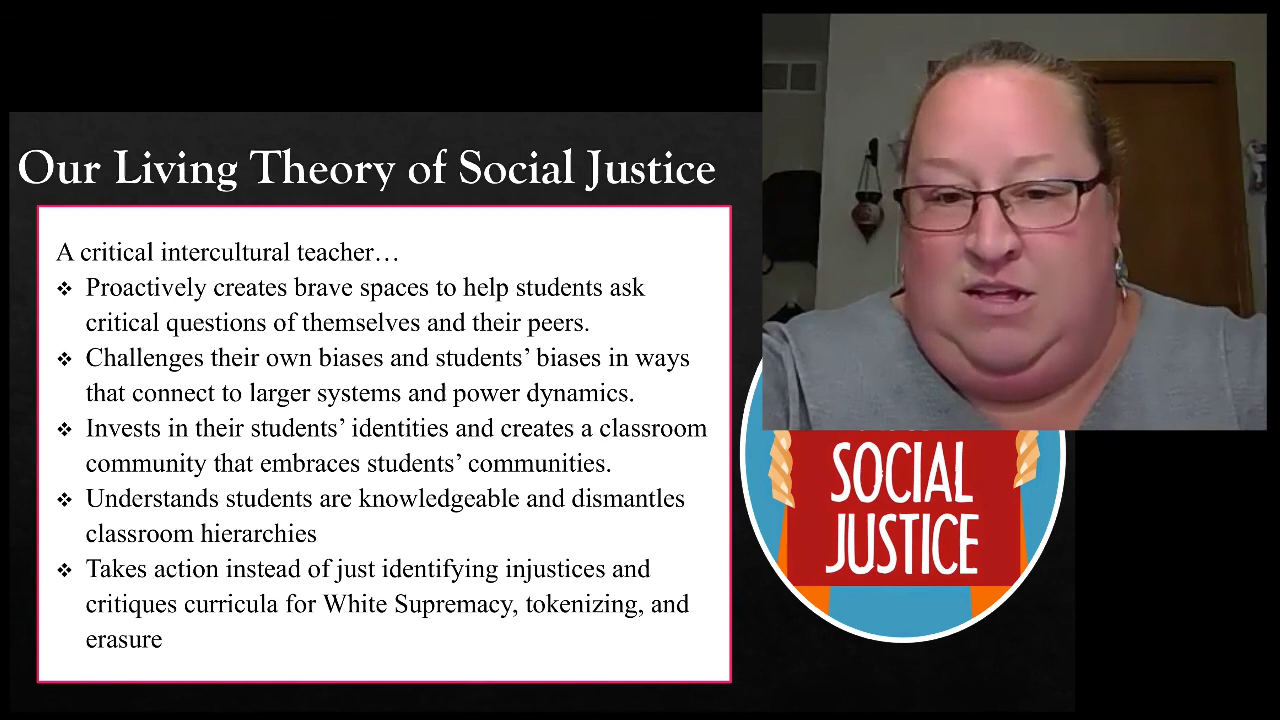 Our Living Theory of Social Justice
A critical intercultural teacher…
❖ Proactively creates brave spaces to help students ask
critical questions of themselves and their peers.
❖ Challenges their own biases and students’ biases in ways
that connect to larger systems and power dynamics.
❖ Invests in their students’ identities and creates a classroom
community that embraces students’ communities.
❖ Understands students are knowledgeable and dismantles
classroom hierarchies
❖ Takes action instead of just identifying injustices and
critiques curricula for White Supremacy, tokenizing, and
erasure
SOCIAL
JUSTICE